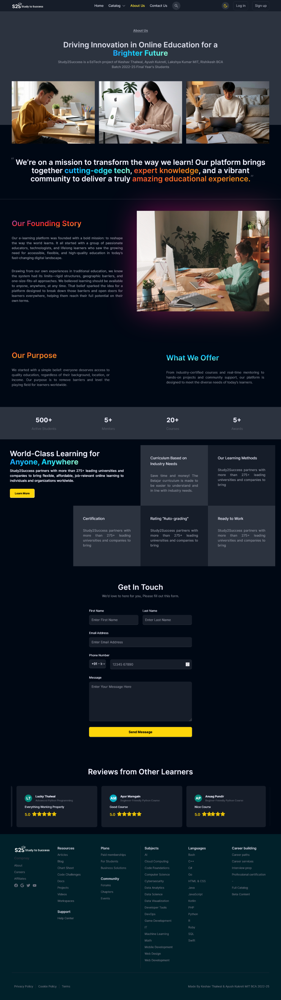 S2S Study to Success
Home
Catalog
About Us
Contact Us
Log in
Sign up
About Us
Driving Innovation in Online Education for a
Brighter Future
Study2Success is a EdTech project of Keshav Thalwal, Ayush Kukreti, Lakshya Kumar MIT, Rishikesh BCA
Batch 2022-25 Final Year's Students
“ We’re on a mission to transform the way we learn! Our platform brings
together cutting-edge tech, expert knowledge, and a vibrant
community to deliver a truly amazing educational experience. ”
Our Founding Story
Our e-learning platform was founded with a bold mission: to reshape
the way the world learns. It all started with a group of passionate
educators, technologists, and lifelong learners who saw the growing
need for accessible, flexible, and high-quality education in today’s
fast-changing digital landscape.
Drawing from our own experiences in traditional education, we knew
the system had its limits—rigid structures, geographic barriers, and
one-size-fits-all approaches. We believed learning should be available
to anyone, anywhere, at any time. That belief sparked the idea for a
platform designed to break down those barriers and open doors for
learners everywhere, helping them reach their full potential on their
own terms.
Our Purpose
We started with a simple belief: everyone deserves access to
quality education, regardless of their background, location, or
income. Our purpose is to remove barriers and level the
playing field for learners worldwide.
What We Offer
From industry-certified courses and real-time mentoring to
hands-on projects and community support, our platform is
designed to meet the diverse needs of today’s learners.
500+
Active Students
5+
Mentors
20+
Courses
5+
Awards
World-Class Learning for
Anyone, Anywhere
Study2Success partners with more than 275+ leading universities and
companies to bring flexible, affordable, job-relevant online learning to
individuals and organizations worldwide.
Learn More
Curriculum Based on
Industry Needs
Save time and money! The
Belajar curriculum is made to
be easier to understand and
in line with industry needs.
Our Learning Methods
Study2Success partners with
more than 275+ leading
universities and companies to
bring
Certification
Study2Success partners with
more than 275+ leading
universities and companies to
bring
Rating "Auto-grading"
Study2Success partners with
more than 275+ leading
universities and companies to
bring
Ready to Work
Study2Success partners with
more than 275+ leading
universities and companies to
bring
Get In Touch
We'd love to here for you, Please fill out this form.
First Name
Last Name
Enter First Name
Enter Last Name
Email Address
Enter Email Address
Phone Number
+91 - Ir
12345 67890
Message
Enter Your Message Here
Send Message
Reviews from Other Learners
LT
Lucky Thalwal
Advanced Python Programming
Everything Working Properly
5.0
AM
Ayur Mamgain
Beginner-Friendly Python Course
Good Course
5.0
AP
Anuag Pundir
Beginner-Friendly Python Course
Nice Course
5.0
S2S Study to Success
Compnay
About
Careers
Affiliates
Resources
Articles
Blog
Chart Sheet
Code Challenges
Docs
Projects
Videos
Workspaces
Support
Help Center
Plans
Paid memberships
For Students
Business Solutions
Community
Forums
Chapters
Events
Subjects
AI
Cloud Computing
Code Foundations
Computer Science
Cybersecurity
Data Analytics
Data Science
Data Visualization
Developer Tools
DevOps
Game Development
IT
Machine Learning
Math
Mobile Development
Web Design
Web Development
Languages
Bash
C++
C#
Go
HTML & CSS
Java
JavaScript
Kotlin
PHP
Python
R
Ruby
SQL
Swift
Career building
Career paths
Career services
Interview prep
Professional certification
-
Full Catalog
Beta Content
Privacy Policy
Cookie Policy
Terms
Made By Keshav Thalwal & Ayush Kukreti MIT BCA 2022-25